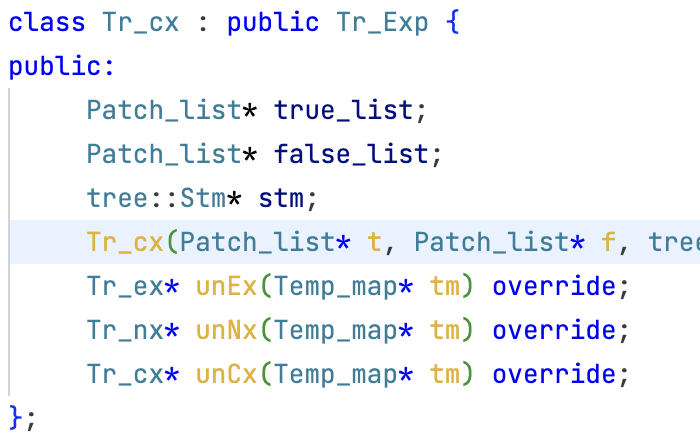 class Tr_cx : public Tr_Exp {
public:
Patch_list* true_list;
Patch_list* false_list;
tree::Stm* stm;
Tr_cx(Patch_list* t, Patch_list* f, tree
Tr_ex* unEx(Temp_map* tm) override;
Tr_nx* unNx(Temp_map* tm) override;
Tr_cx* unCx(Temp_map* tm) override;
};